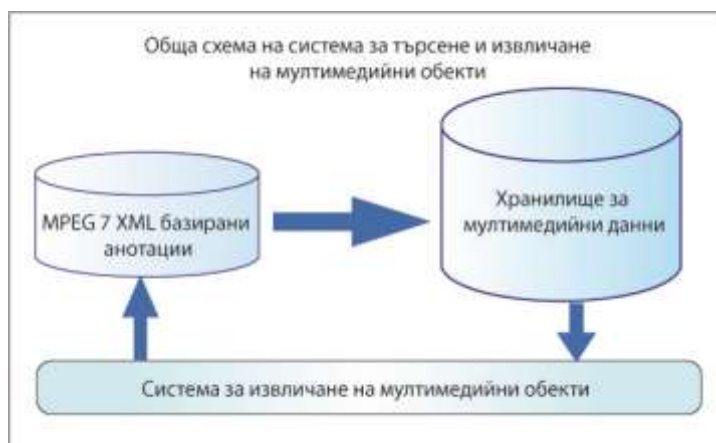 Обща схема на система за търсене и извличане
на мултимедийни обекти
MPEG 7 XML базирани
анотации
Хранилище за
мултимедийни данни
Система за извличане на мултимедийни обекти